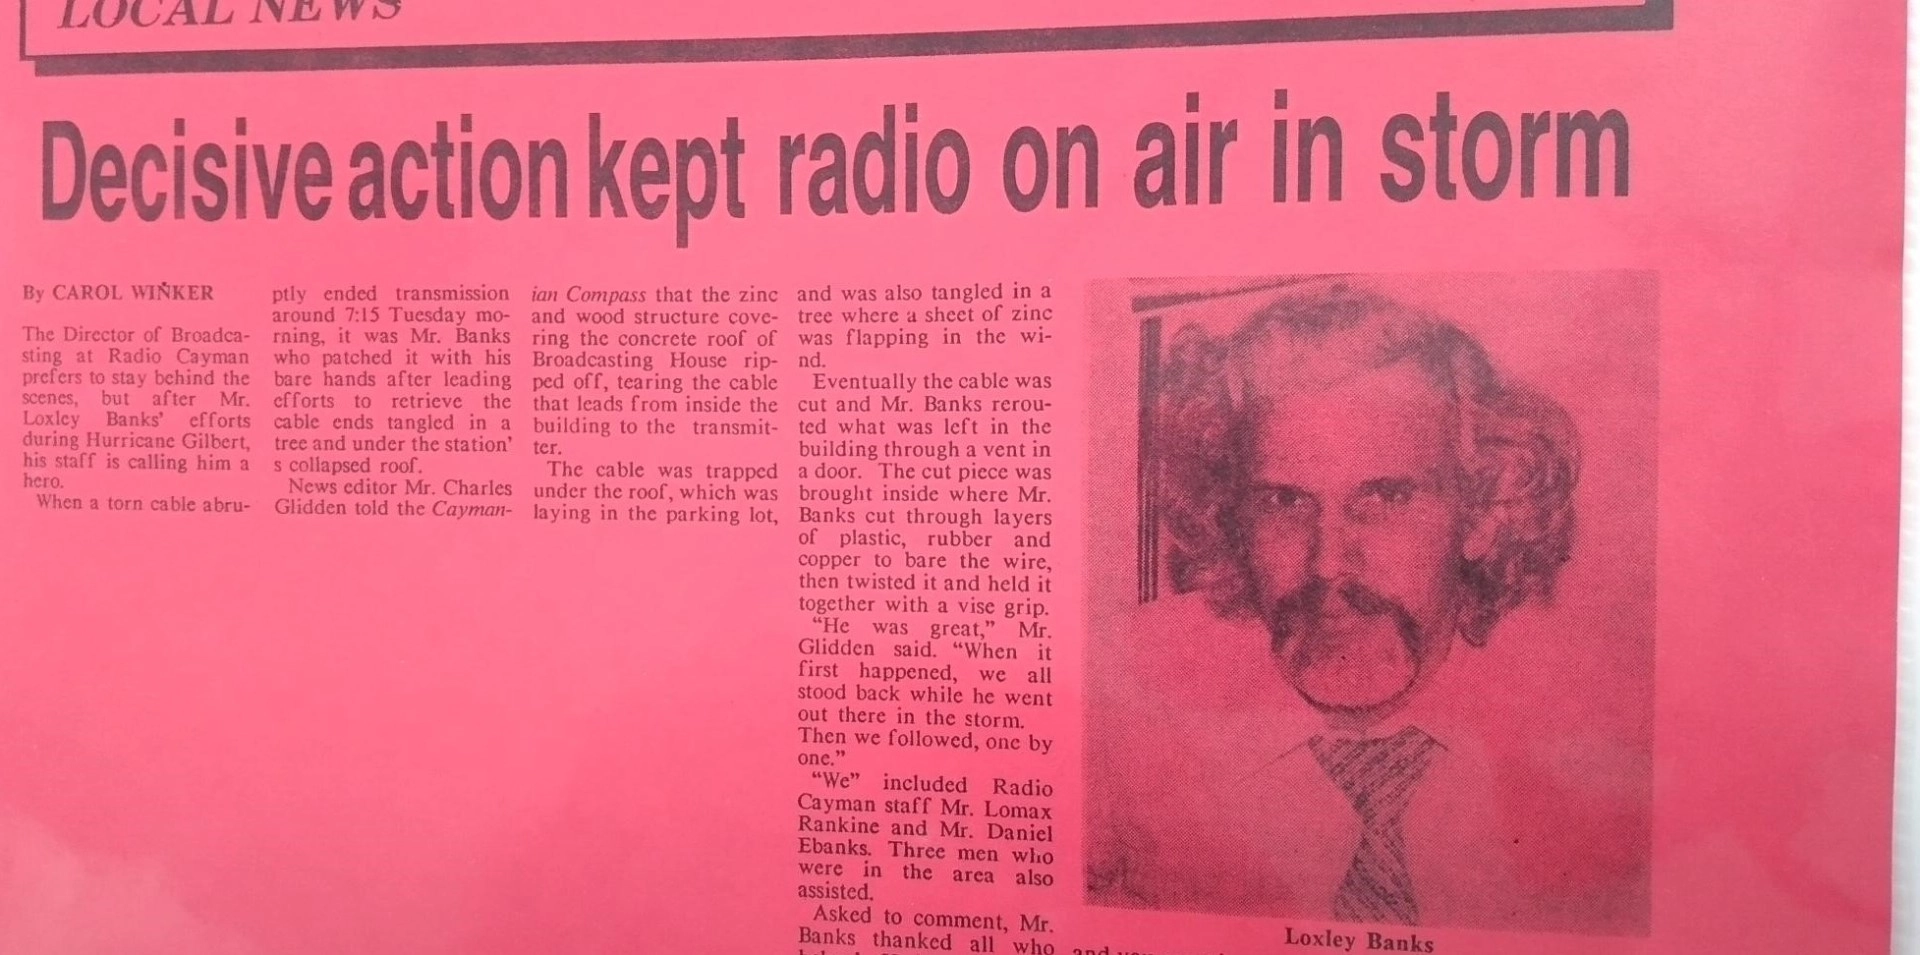 LOCAL NEWS
Decisive action kept radio on air in storm
By CAROL WINKER
The Director of Broadca-
sting at Radio Cayman
prefers to stay behind the
scenes, but after Mr.
Loxley Banks' efforts
during Hurricane Gilbert,
his staff is calling him a
hero.
When a torn cable abru-
ptly ended transmission
around 7:15 Tuesday mo-
rning, it was Mr. Banks
who patched it with his
bare hands after leading
efforts to retrieve the
cable ends tangled in a
tree and under the station'
s collapsed roof.
News editor Mr. Charles
Glidden told the Cayman-
ian Compass that the zinc
and wood structure cove-
ring the concrete roof of
Broadcasting House rip-
ped off, tearing the cable
that leads from inside the
building to the transmit-
ter.
The cable was trapped
under the roof, which was
laying in the parking lot,
and was also tangled in a
tree where a sheet of zinc
was flapping in the wi-
nd.
Eventually the cable was
cut and Mr. Banks rerou-
ted what was left in the
building through a vent in
a door. The cut piece was
brought inside where Mr.
Banks cut through layers
of plastic, rubber and
copper to bare the wire,
then twisted it and held it
together with a vise grip.
“He was great,” Mr.
Glidden said. “When it
first happened, we all
stood back while he went
out there in the storm.
Then we followed, one by
one.”
“We” included Radio
Cayman staff Mr. Lomax
Rankine and Mr. Daniel
Ebanks. Three men who
were in the area also
assisted.
Asked to comment, Mr.
Banks thanked all who
and
Loxley Banks